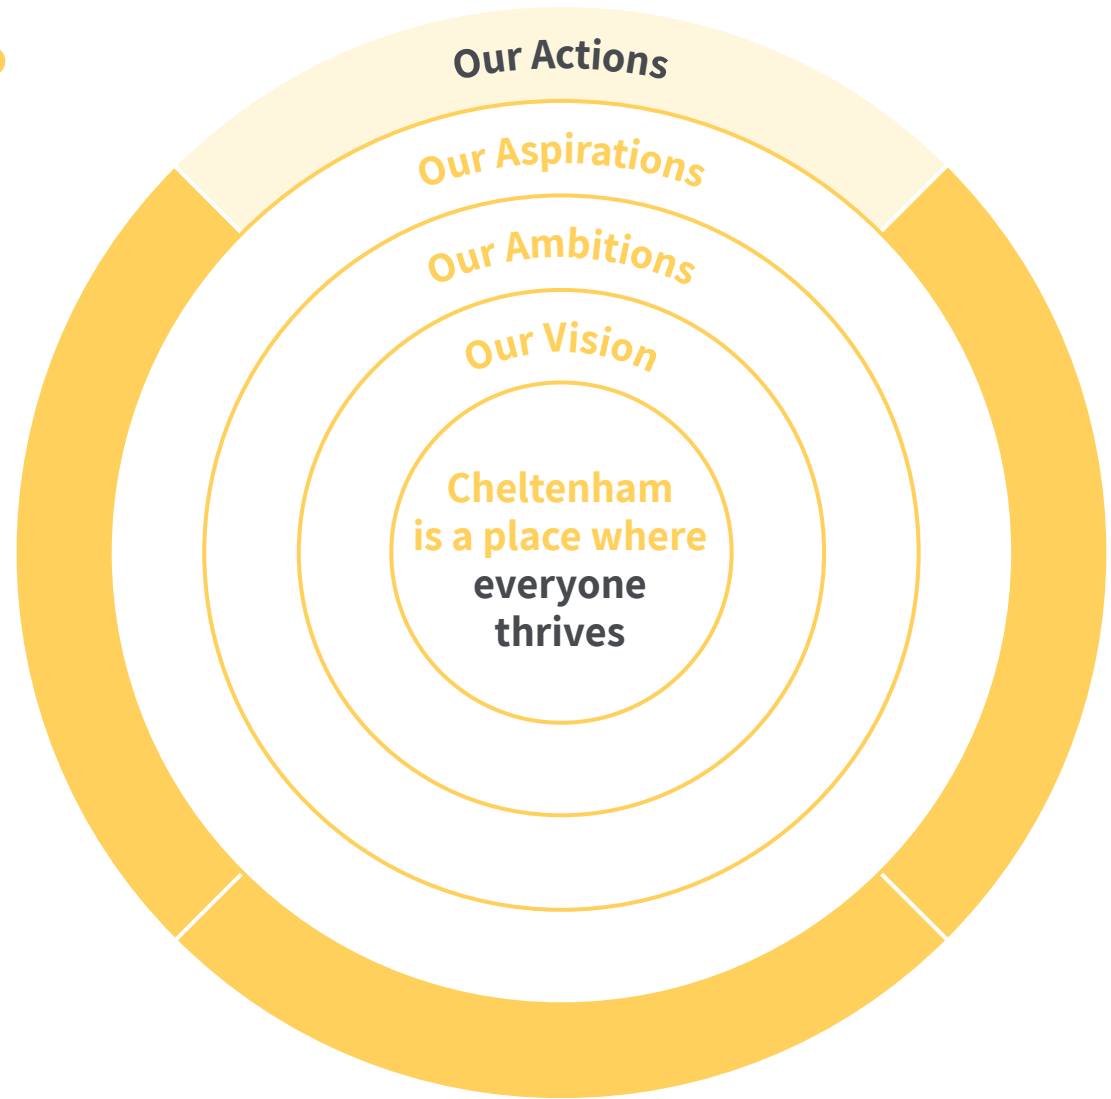 Our Actions
Our Aspirations
Our Ambitions
Our Vision
Cheltenham
is a place where
everyone
thrives